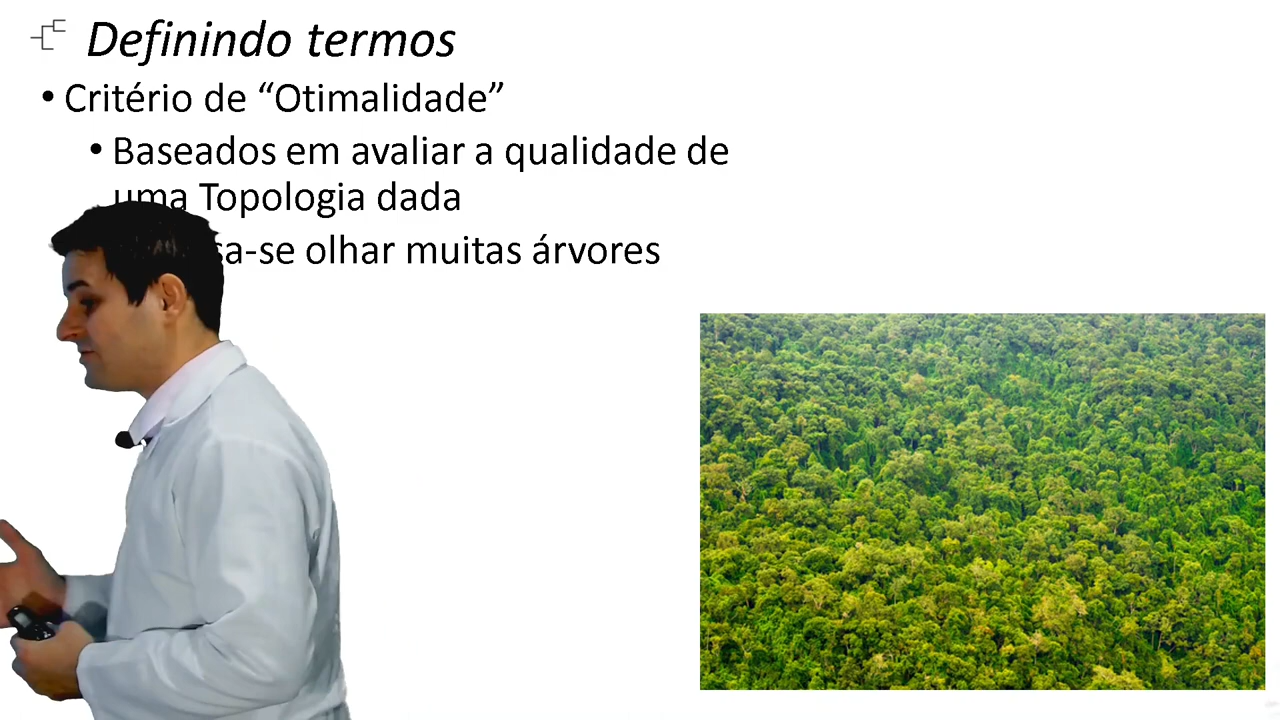 Definindo termos
• Critério de “Otimalidade”
• Baseados em avaliar a qualidade de
uma Topologia dada
sa-se olhar muitas árvores